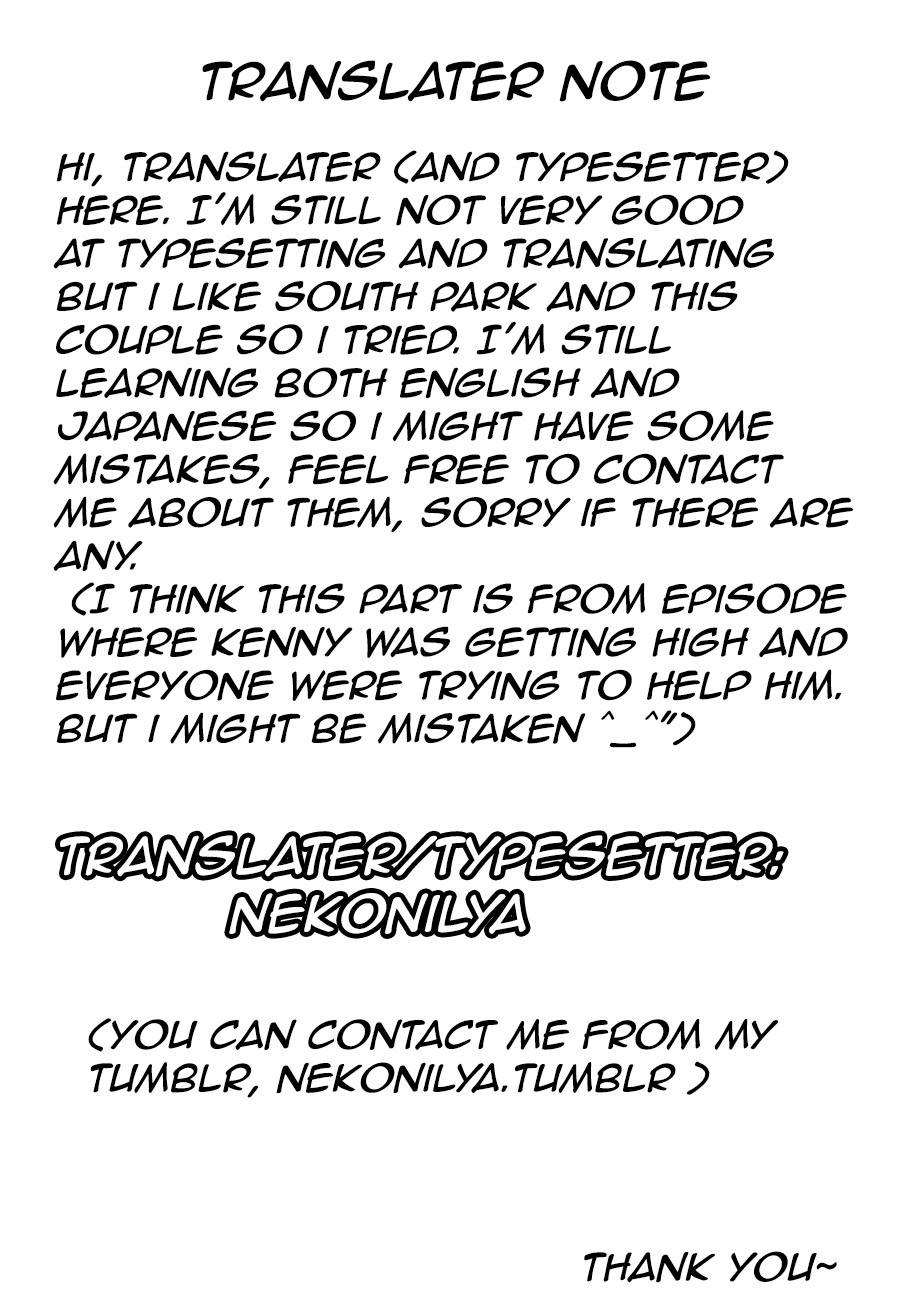 TRANSLATER NOTE
HI, TRANSLATER (AND TYPESETTER)
HERE. I'M STILL NOT VERY GOOD
AT TYPESETTING AND TRANSLATING
BUT I LIKE SOUTH PARK AND THIS
COUPLE SO I TRIED. I'M STILL
LEARNING BOTH ENGLISH AND
JAPANESE SO I MIGHT HAVE SOME
MISTAKES, FEEL FREE TO CONTACT
ME ABOUT THEM, SORRY IF THERE ARE
ANY.
(I THINK THIS PART IS FROM EPISODE
WHERE KENNY WAS GETTING HIGH AND
EVERYONE WERE TRYING TO HELP HIM.
BUT I MIGHT BE MISTAKEN ^_^")
TRANSLATER/TYPESETTER:
NEKONILYA
(YOU CAN CONTACT ME FROM MY
TUMBLR, NEKONILYA.TUMBLR )
THANK YOU~